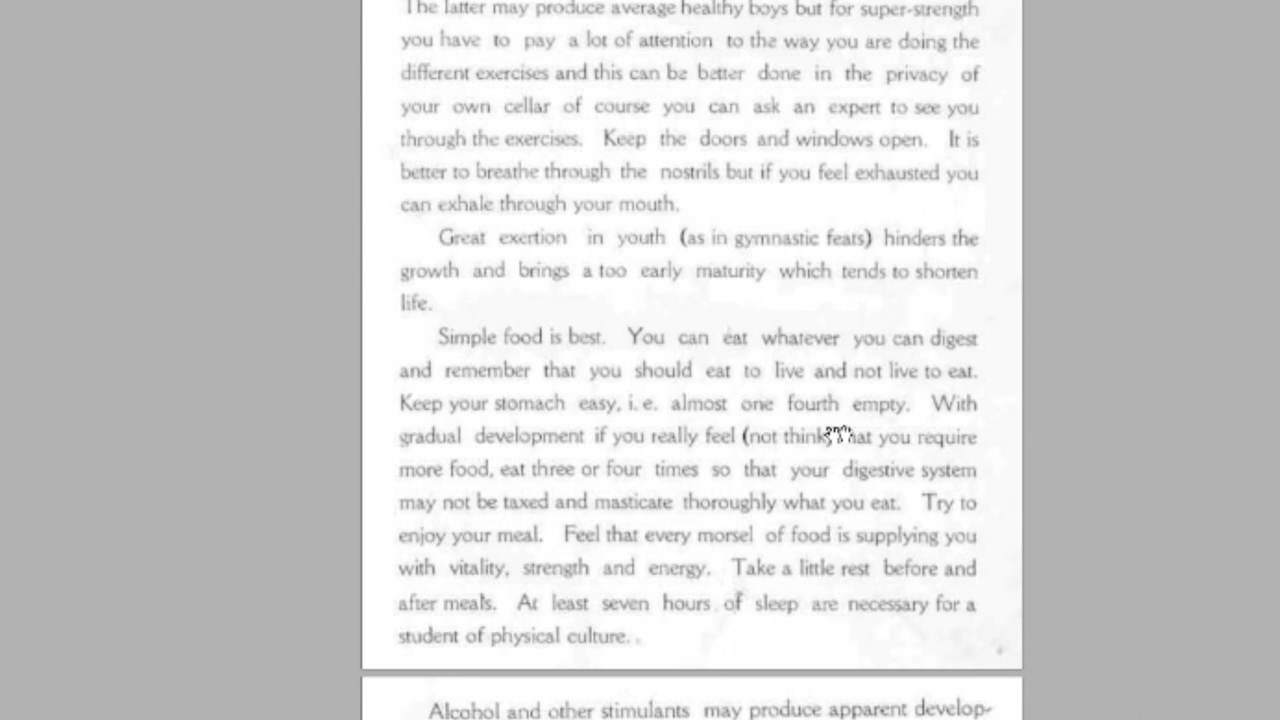 The latter may produce average healthy boys but for super-strength
you have to pay a lot of attention to the way you are doing the
different exercises and this can be better done in the privacy of
your own cellar of course you can ask an expert to see you
through the exercises. Keep the doors and windows open. It is
better to breathe through the nostrils but if you feel exhausted you
can exhale through your mouth.
Great exertion in youth (as in gymnastic feats) hinders the
growth and brings a too early maturity which tends to shorten
life.
Simple food is best. You can eat whatever you can digest
and remember that you should eat to live and not live to eat.
Keep your stomach easy, i. e. almost one fourth empty. With
gradual development if you really feel (not think) that you require
more food, eat three or four times so that your digestive system
may not be taxed and masticate thoroughly what you eat. Try to
enjoy your meal. Feel that every morsel of food is supplying you
with vitality, strength and energy. Take a little rest before and
after meals. At least seven hours of sleep are necessary for a
student of physical culture.
Alcohol and other stimulants may produce apparent develop-